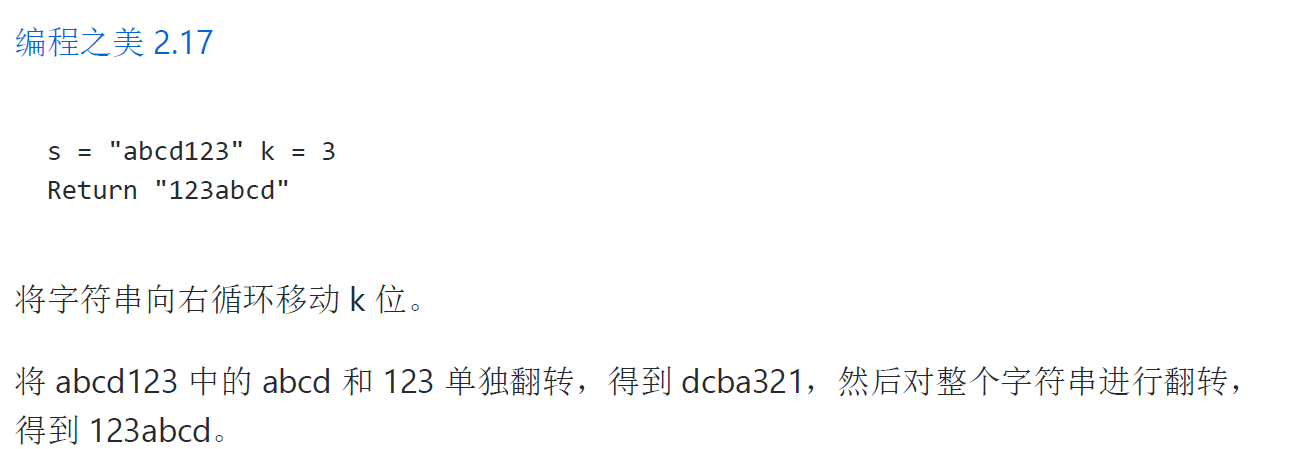 编程之美 2.17
s = "abcd123" k = 3
Return "123abcd"
将字符串向右循环移动 k 位。
将 abcd123 中的 abcd 和 123 单独翻转，得到 dcba321，然后对整个字符串进行翻转，
得到 123abcd。